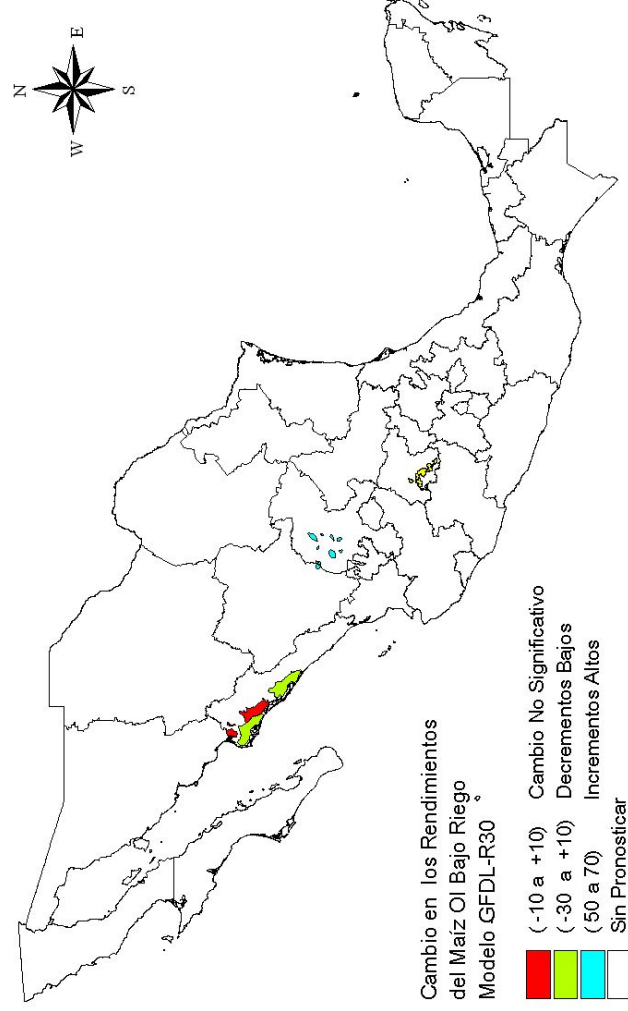 N
W
E
S
Cambio en los Rendimientos
del Maíz OI Bajo Riego
Modelo GFDL-R30
( -10 a +10) Cambio No Significativo
( -30 a +10) Decrementos Bajos
( 50 a 70) Incrementos Altos
Sin Pronosticar